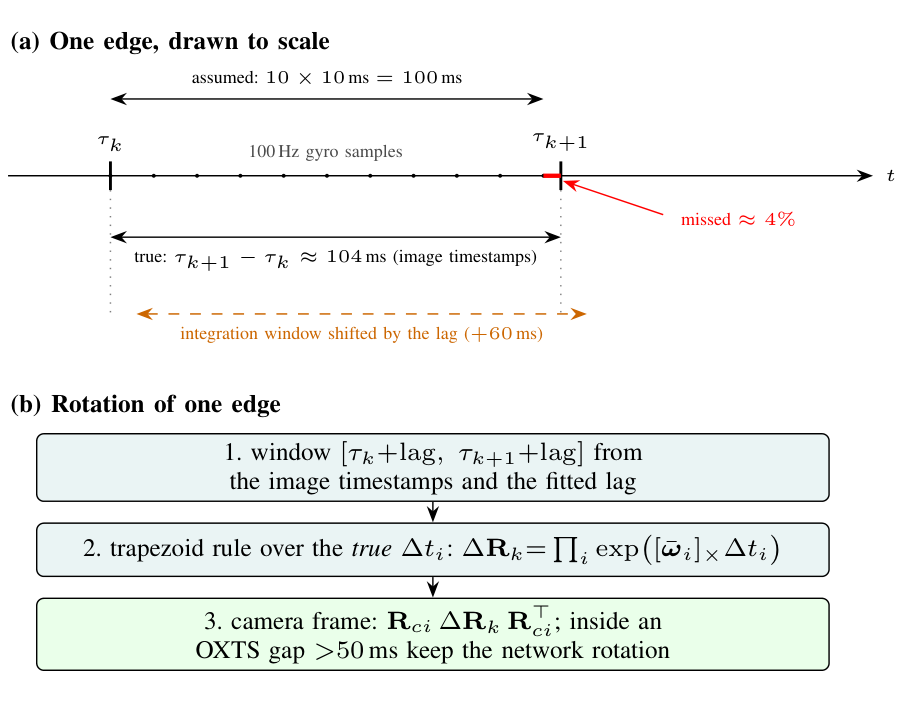 (a) One edge, drawn to scale
assumed: 10 × 10 ms = 100 ms
τ_k
τ_{k+1}
100 Hz gyro samples
t
missed ≈ 4%
true: τ_{k+1} − τ_k ≈ 104 ms (image timestamps)
integration window shifted by the lag (+60 ms)
(b) Rotation of one edge
1. window [τ_k+lag, τ_{k+1}+lag] from
the image timestamps and the fitted lag
2. trapezoid rule over the true Δt_i: ΔR_k=∏_i exp([ω̄_i]_× Δt_i)
3. camera frame: R_{ci} ΔR_k R_{ci}^⊤; inside an
OXTS gap >50 ms keep the network rotation